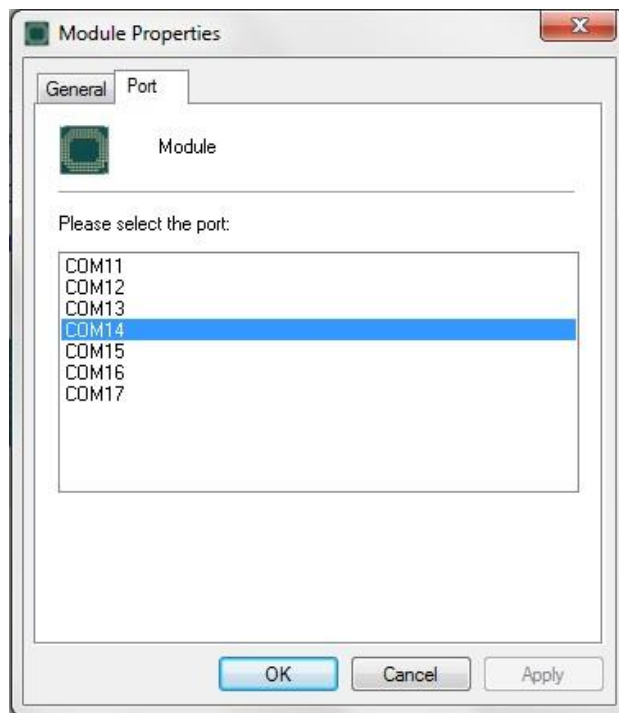 Module Properties
General Port
Module
Please select the port:
COM11
COM12
COM13
COM14
COM15
COM16
COM17
OK Cancel Apply